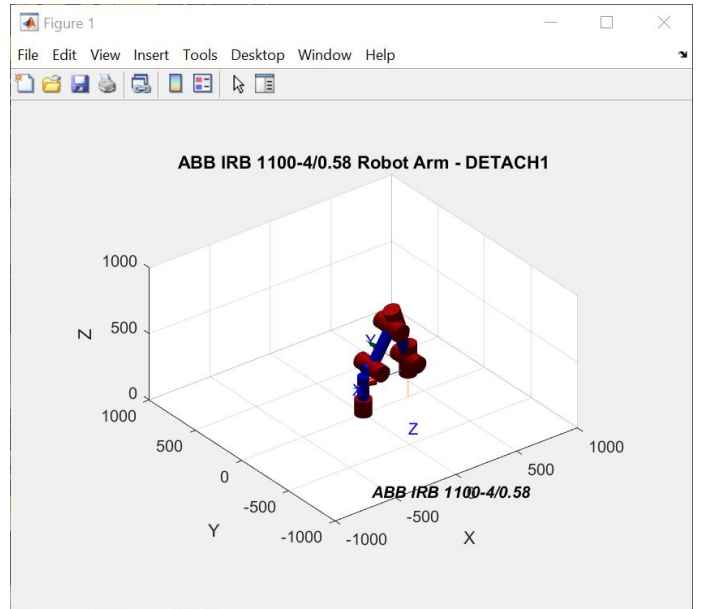 Figure 1
File Edit View Insert Tools Desktop Window Help
ABB IRB 1100-4/0.58 Robot Arm - DETACH1
1000
500
0
Z
1000
500
0
-500
-1000
Y
Y
X
Z
1000
500
0
-500
-1000
X
ABB IRB 1100-4/0.58